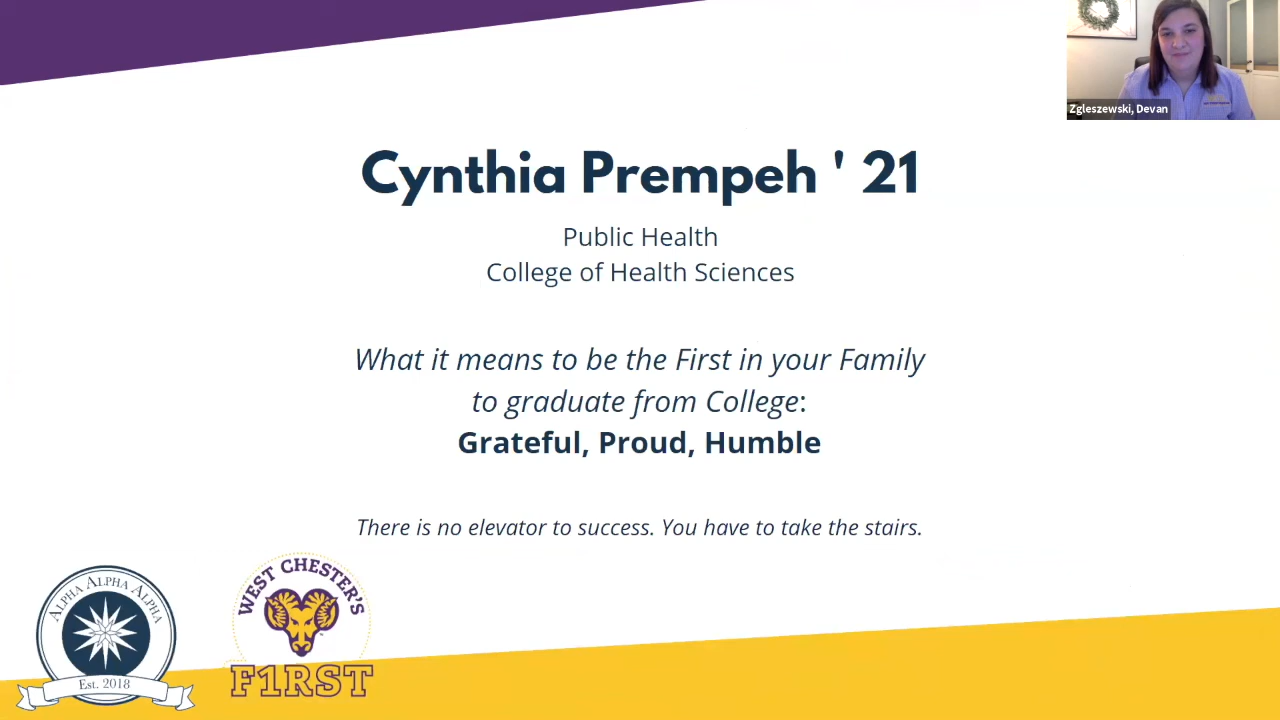 Zgleszewski, Devan
Cynthia Prempeh ' 21
Public Health
College of Health Sciences
What it means to be the First in your Family
to graduate from College:
Grateful, Proud, Humble
There is no elevator to success. You have to take the stairs.
ALPHA ALPHA ALPHA
Est. 2018
WEST CHESTER'S
F1RST